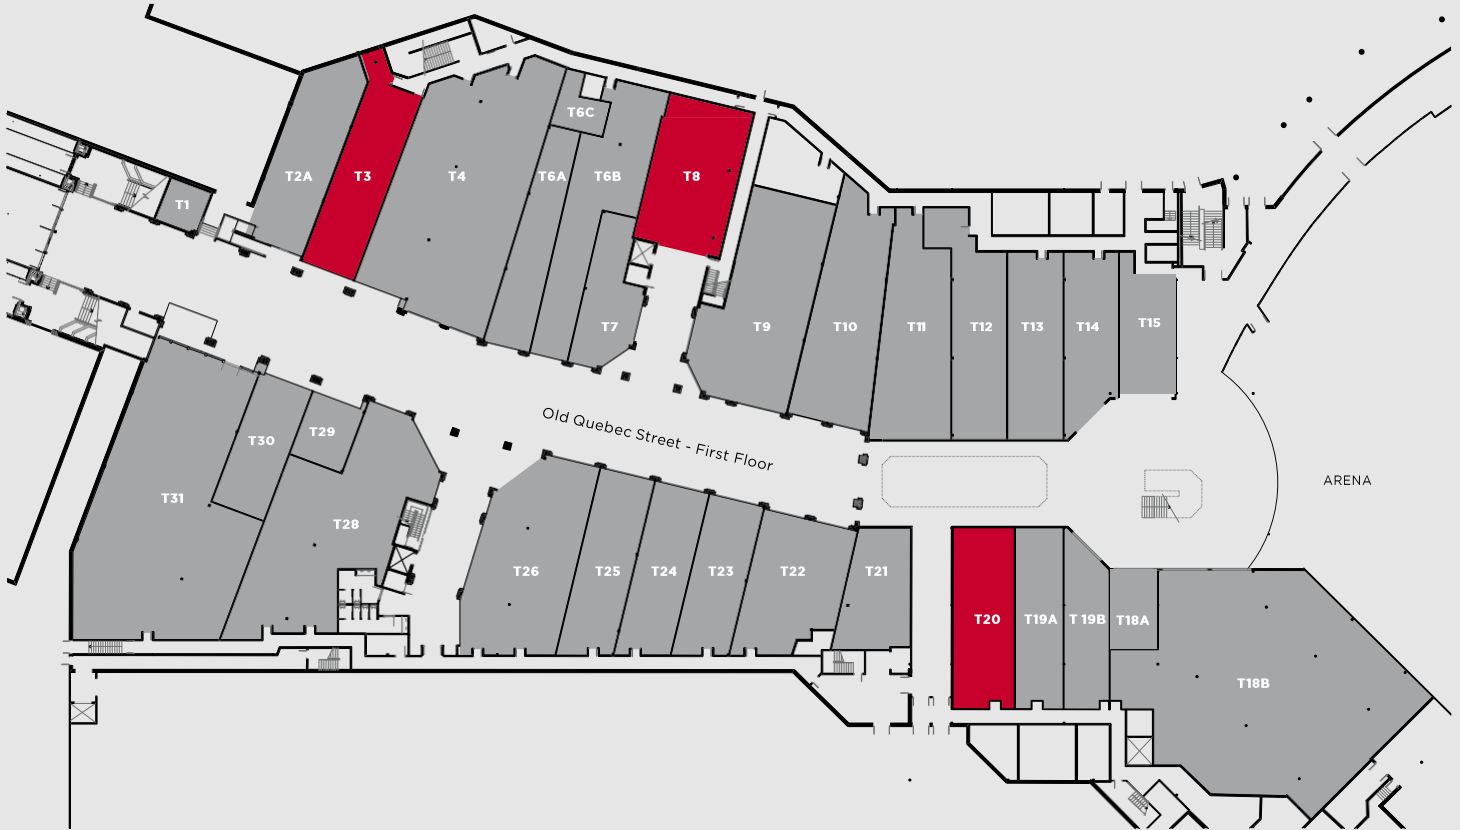 T6C
T2A
T3
T4
T6A
T6B
T8
T1
T7
T9
T10
T11
T12
T13
T14
T15
Old Quebec Street - First Floor
T30
T29
T31
T28
ARENA
T26
T25
T24
T23
T22
T21
T20
T19A
T 19B
T18A
T18B